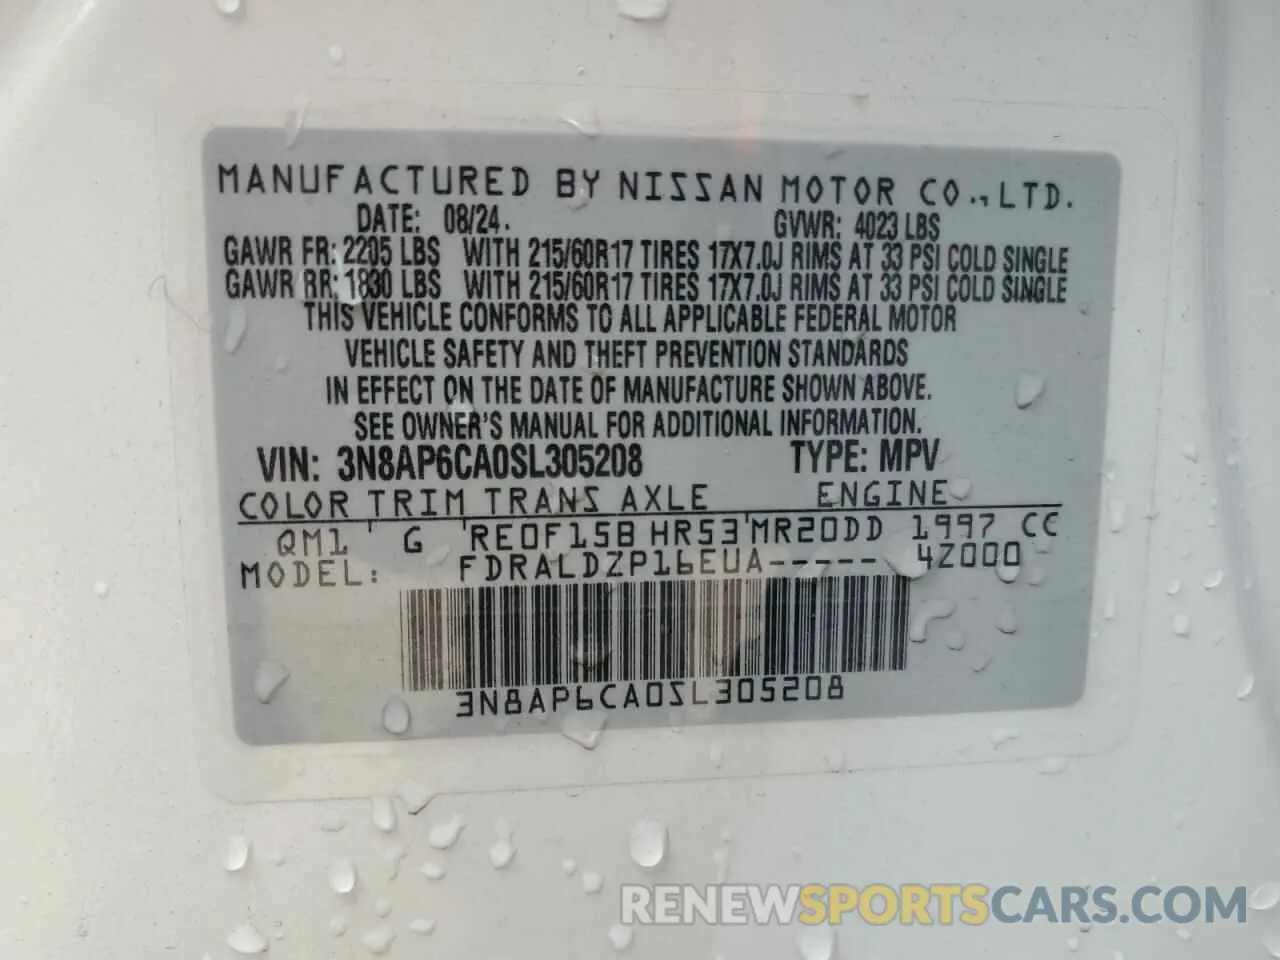 MANUFACTURED BY NISSAN MOTOR CO., LTD.
DATE: 08/24. GVWR: 4023 LBS
GAWR FR: 2205 LBS WITH 215/60R17 TIRES 17X7.0J RIMS AT 33 PSI COLD SINGLE
GAWR RR: 1830 LBS WITH 215/60R17 TIRES 17X7.0J RIMS AT 33 PSI COLD SINGLE
THIS VEHICLE CONFORMS TO ALL APPLICABLE FEDERAL MOTOR
VEHICLE SAFETY AND THEFT PREVENTION STANDARDS
IN EFFECT ON THE DATE OF MANUFACTURE SHOWN ABOVE.
SEE OWNER'S MANUAL FOR ADDITIONAL INFORMATION.
VIN: 3N8AP6CA0SL305208 TYPE: MPV
COLOR TRIM TRANS AXLE ENGINE
QM1 G RE0F15B HR53 MR20DD 1997 CC
MODEL: FDRALDZP16EUA----- 4Z000
3N8AP6CA0SL305208
RENEWSPORTSCARS.COM